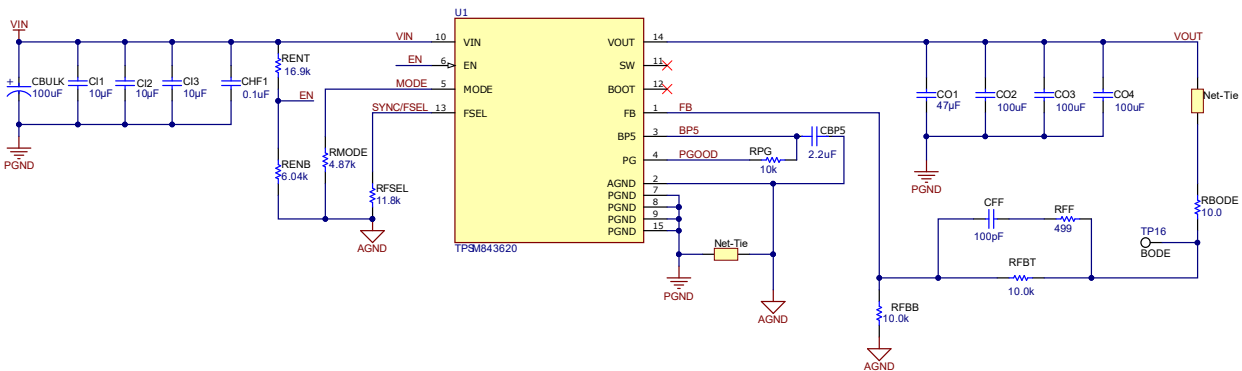 VIN
CBULK
100uF
CI1
10µF
CI2
10µF
CI3
10µF
CHF1
0.1uF
PGND
RENT
16.9k
EN
RENB
6.04k
RMODE
4.87k
RFSEL
11.8k
AGND
VIN
EN
MODE
SYNC/FSEL
10
6
5
13
U1
VIN
EN
MODE
FSEL
VOUT
SW
BOOT
FB
BP5
PG
AGND
PGND
PGND
PGND
PGND
TPSM843620
14
11
12
1
3
4
2
7
8
9
15
FB
BP5
PGOOD
RPG
10k
CBP5
2.2uF
Net-Tie
PGND
AGND
VOUT
CO1
47µF
CO2
100uF
CO3
100uF
CO4
100uF
PGND
Net-Tie
RBODE
10.0
TP16
BODE
CFF
100pF
RFF
499
RFBT
10.0k
RFBB
10.0k
AGND